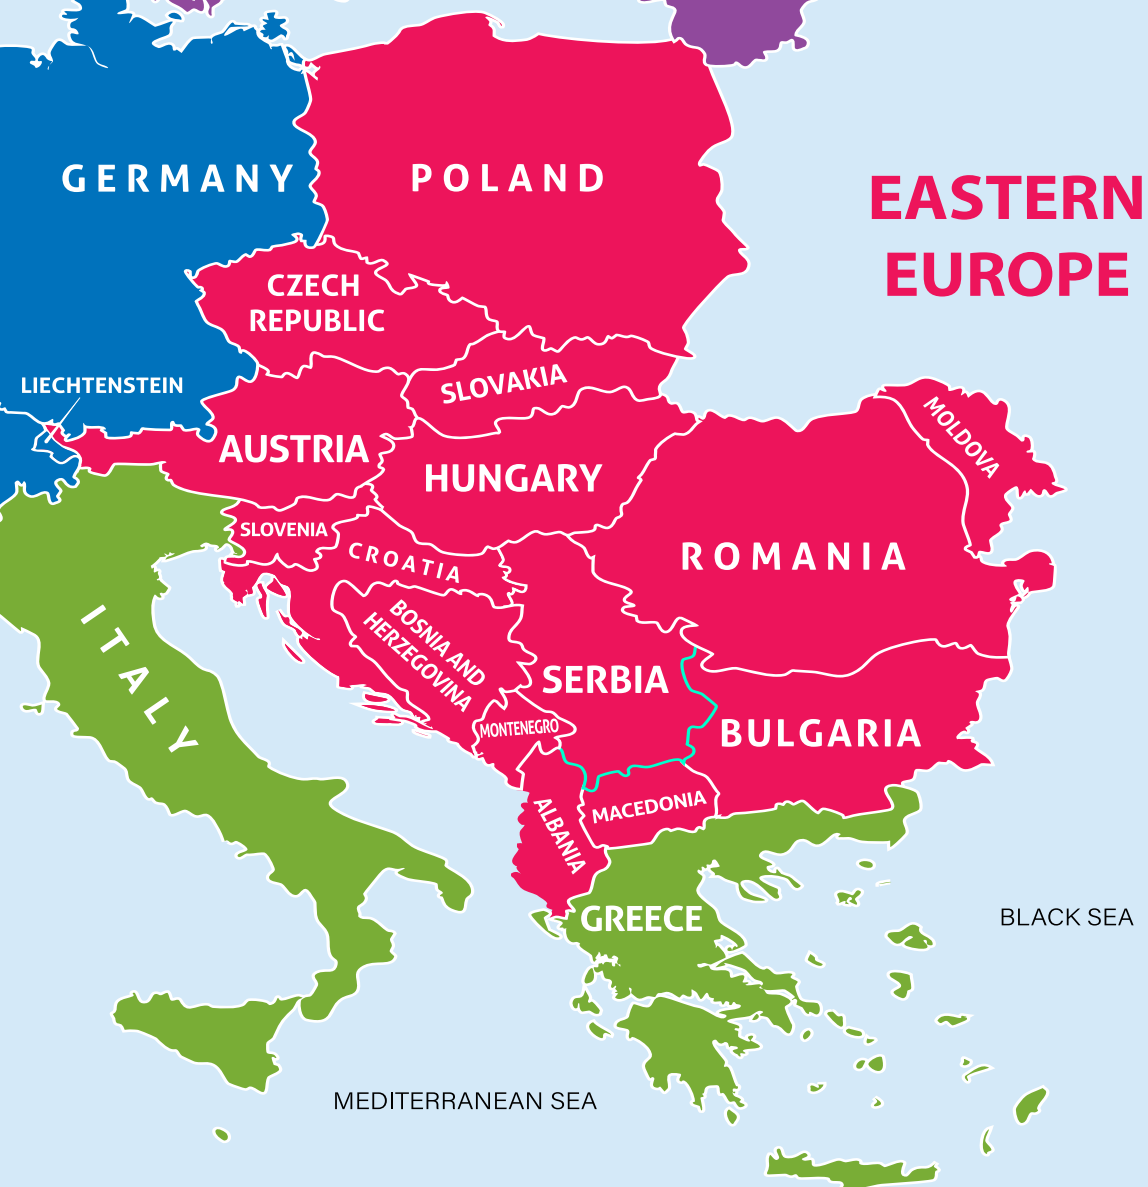 GERMANY
POLAND
EASTERN
EUROPE
CZECH
REPUBLIC
LIECHTENSTEIN
SLOVAKIA
MOLDOVA
AUSTRIA
HUNGARY
SLOVENIA
CROATIA
ROMANIA
ITALY
BOSNIA AND
HERZEGOVINA
SERBIA
MONTENEGRO
BULGARIA
ALBANIA
MACEDONIA
GREECE
BLACK SEA
MEDITERRANEAN SEA